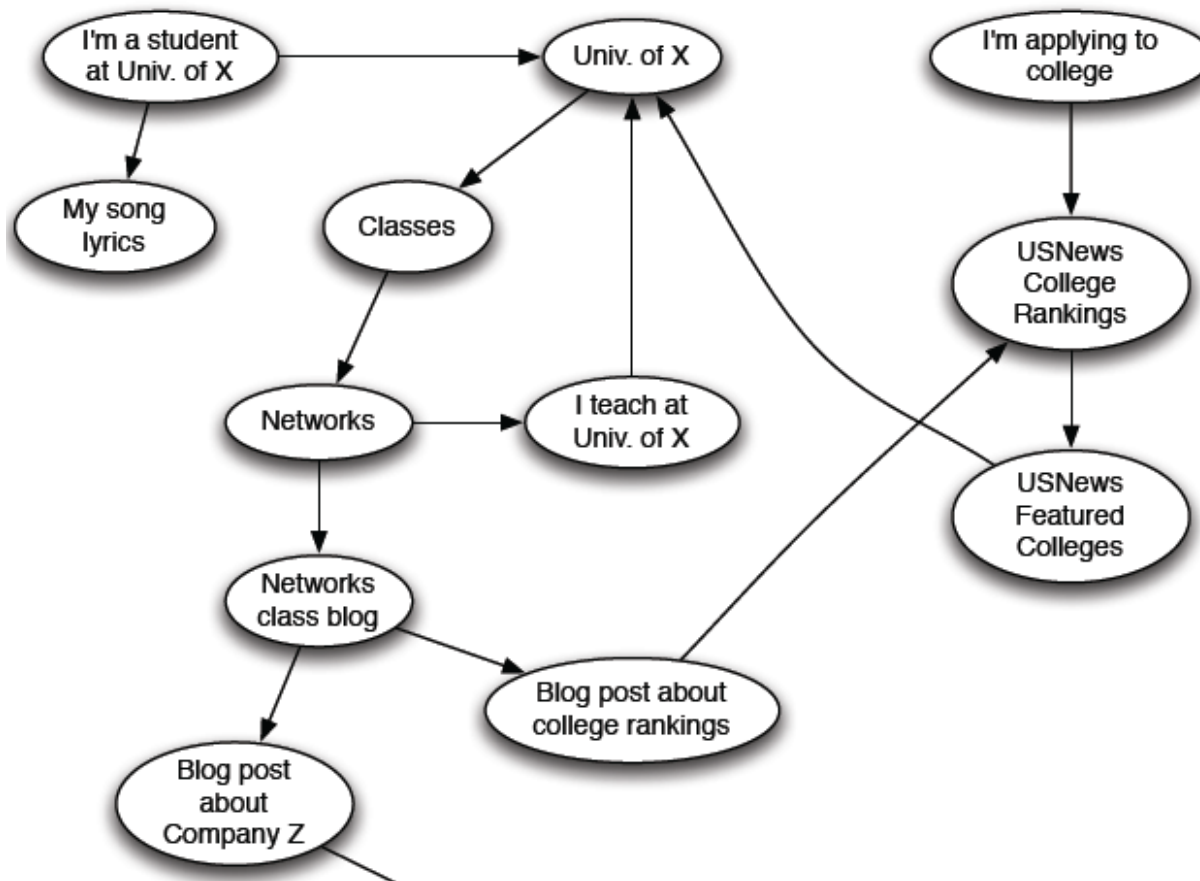 I'm a student
at Univ. of X
Univ. of X
I'm applying to
college
My song
lyrics
Classes
USNews
College
Rankings
Networks
I teach at
Univ. of X
USNews
Featured
Colleges
Networks
class blog
Blog post about
college rankings
Blog post
about
Company Z